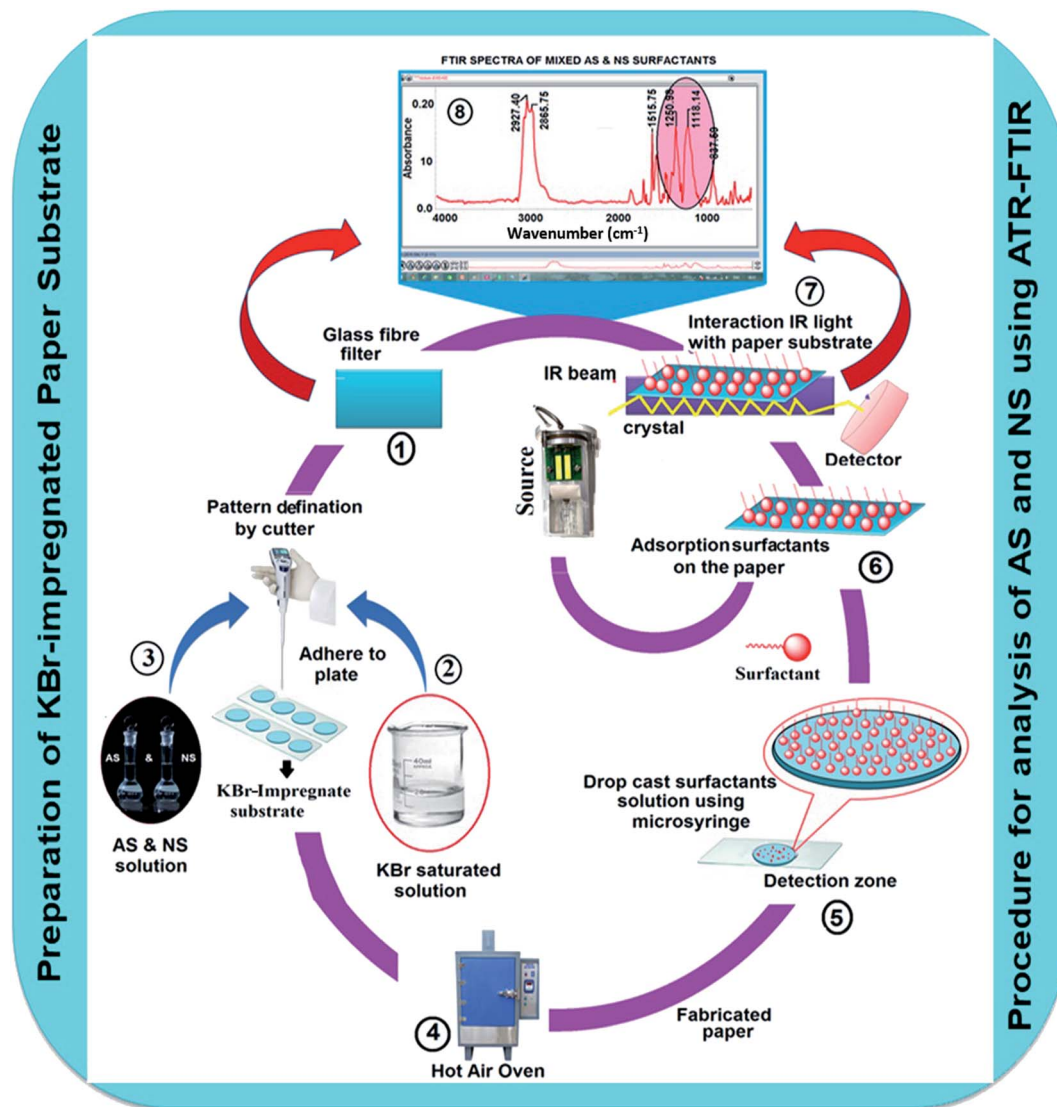 Preparation of KBr-impregnated Paper Substrate
Procedure for analysis of AS and NS using ATR-FTIR
FTIR SPECTRA OF MIXED AS & NS SURFACTANTS
8
Absorbance
0.20
10
0.0
2927.40
2865.75
1515.75
1250.98
1118.14
4000
3000
2000
1000
Wavenumber (cm⁻¹)
Glass fibre
filter
1
7
Interaction IR light
with paper substrate
IR beam
crystal
Detector
Source
Pattern defination
by cutter
Adsorption surfactants
on the paper
6
3
Adhere to
plate
2
Surfactant
AS & NS
AS & NS
solution
KBr-Impregnate
substrate
40ml
KBr saturated
solution
Drop cast surfactants
solution using
microsyringe
Detection zone
5
4
Hot Air Oven
Fabricated
paper